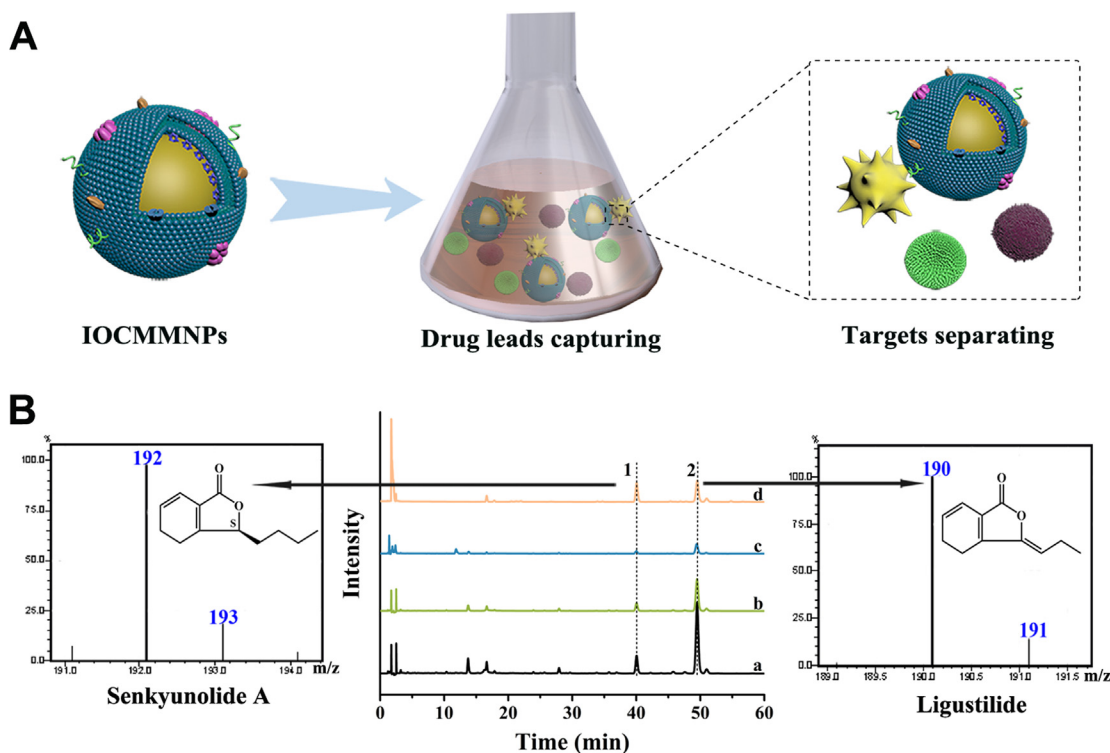 A
IOCMMNPs
Drug leads capturing
Targets separating
B
%
100.0
75.0
50.0
25.0
0.0
192
193
O
O
S
191.0
192.0
193.0
194.0
m/z
Senkyunolide A
Intensity
1
2
d
c
b
a
0
10
20
30
40
50
60
Time (min)
%
100.0
75.0
50.0
25.0
0.0
190
191
O
O
189.0
189.5
190.0
190.5
191.0
191.5
m/z
Ligustilide